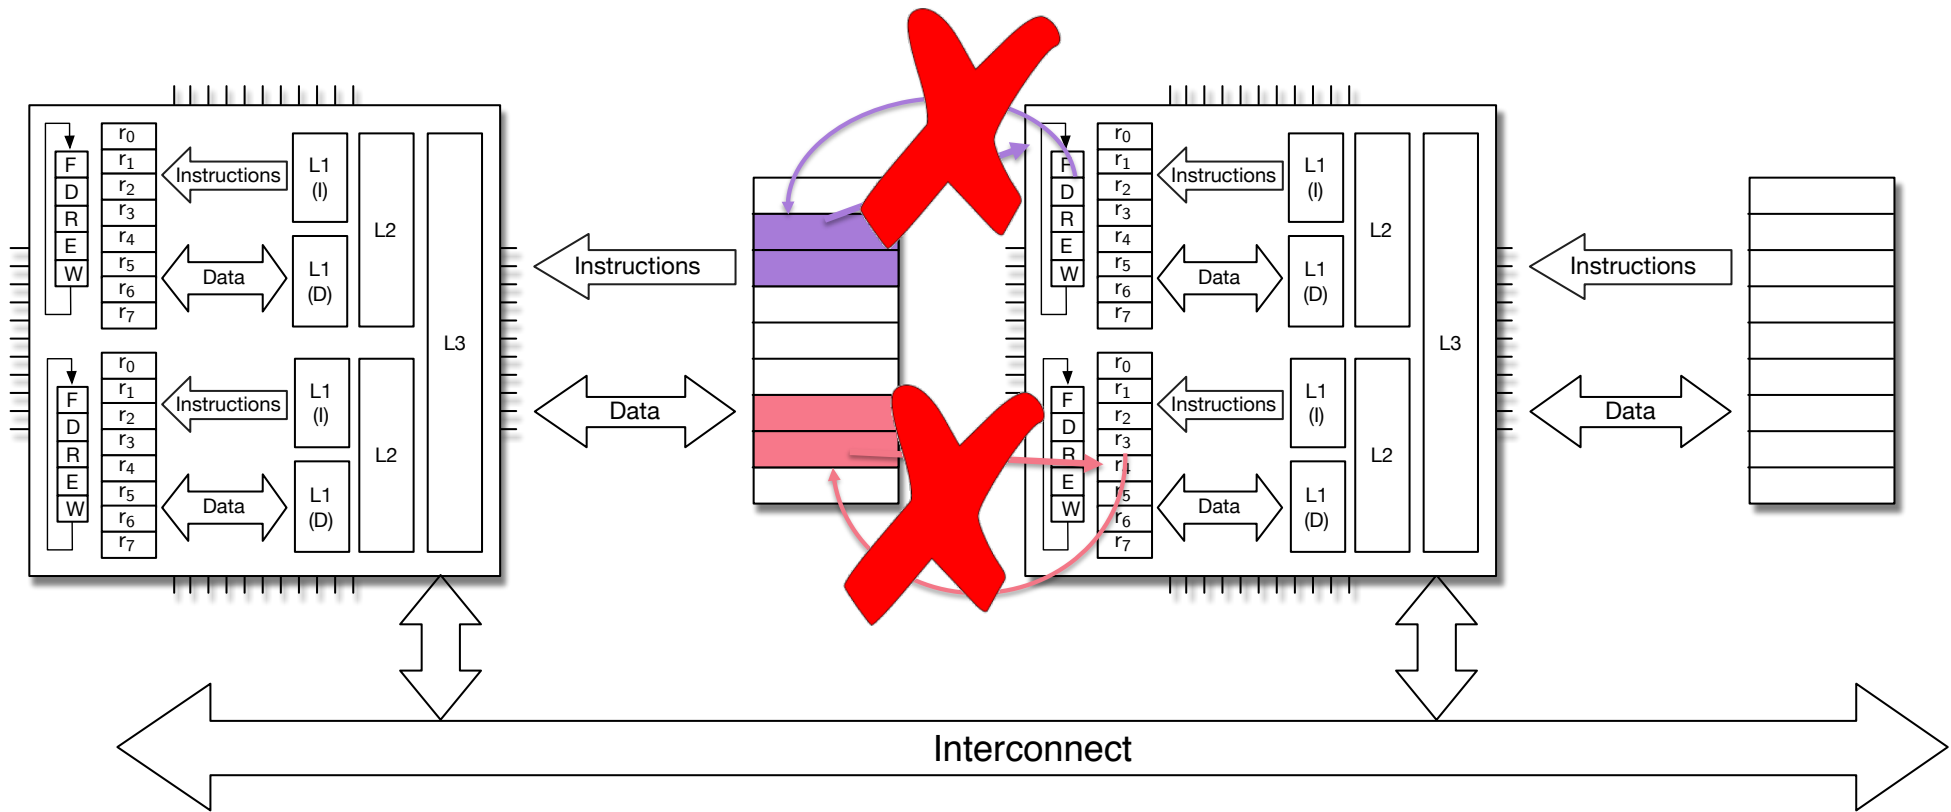 r0
r1
r2
r3
r4
r5
r6
r7
F
D
R
E
W
Instructions
Data
L1
(I)
L1
(D)
L2
r0
r1
r2
r3
r4
r5
r6
r7
F
D
R
E
W
Instructions
Data
L1
(I)
L1
(D)
L2
L3
Instructions
Data
r0
r1
r2
r3
r4
r5
r6
r7
F
D
R
E
W
Instructions
Data
L1
(I)
L1
(D)
L2
r0
r1
r2
r3
r4
r5
r6
r7
F
D
R
E
W
Instructions
Data
L1
(I)
L1
(D)
L2
L3
Instructions
Data
Interconnect